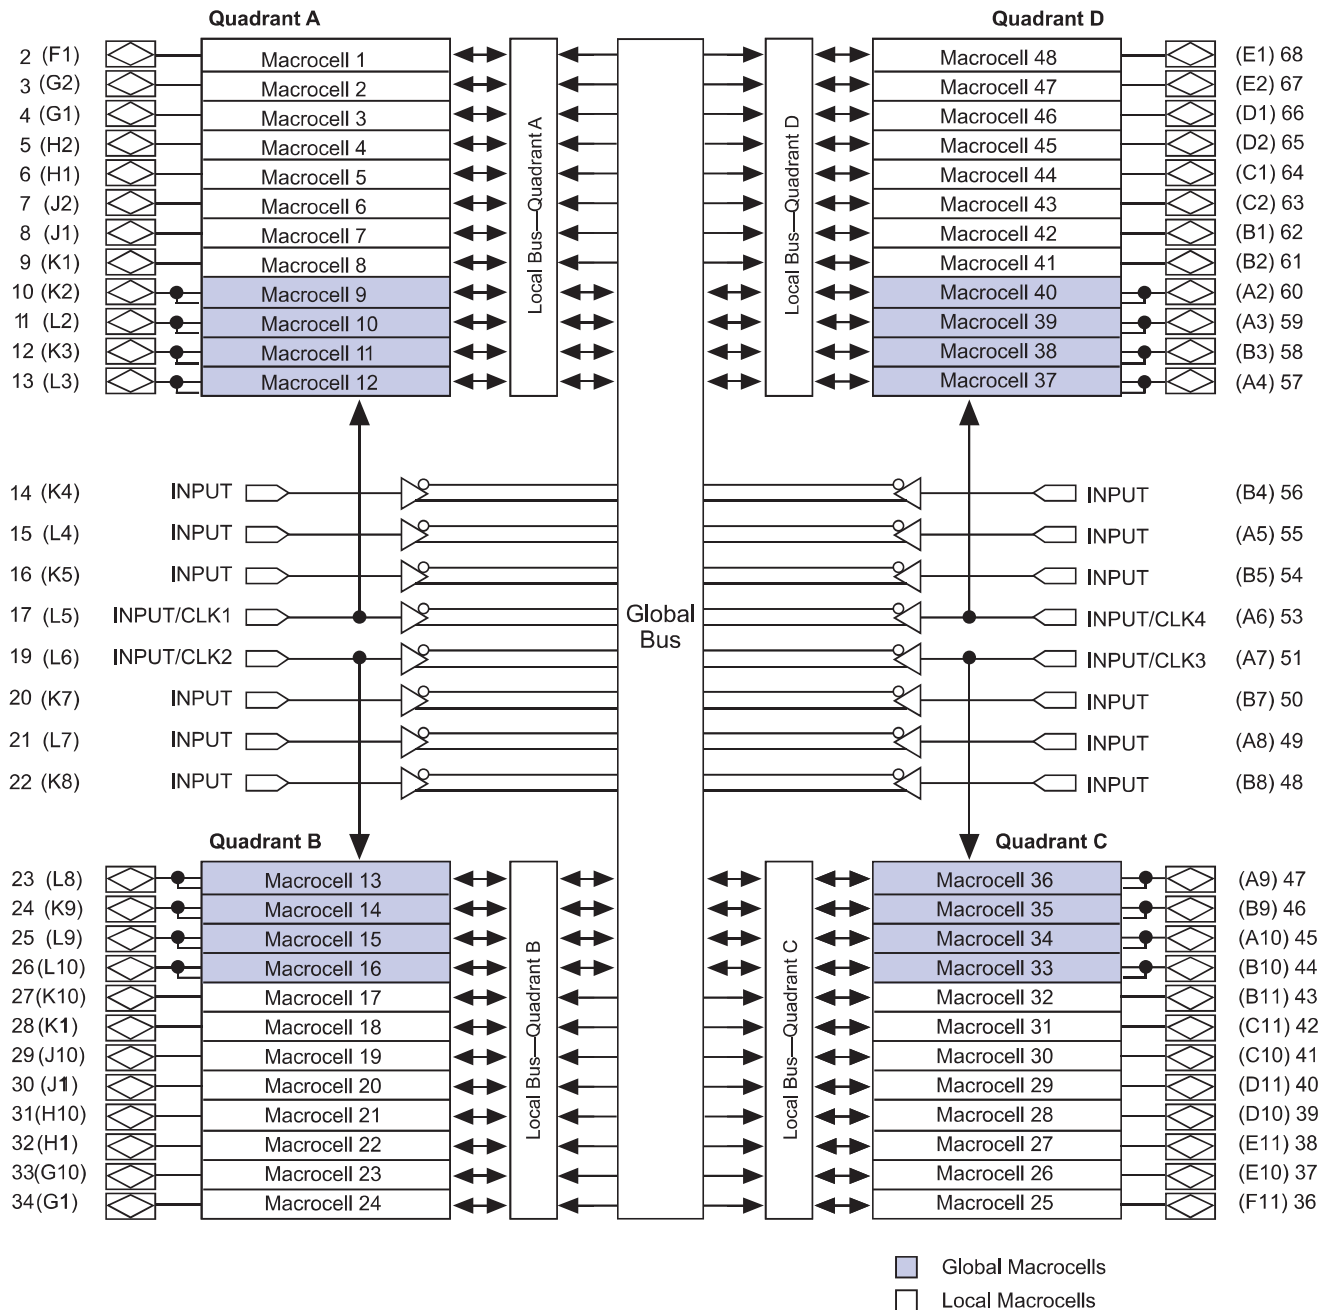 Quadrant A Quadrant D
2 (F1) Macrocell 1 Macrocell 48 (E1) 68
3 (G2) Macrocell 2 Macrocell 47 (E2) 67
4 (G1) Macrocell 3 Macrocell 46 (D1) 66
5 (H2) Macrocell 4 Macrocell 45 (D2) 65
6 (H1) Macrocell 5 Macrocell 44 (C1) 64
7 (J2) Macrocell 6 Macrocell 43 (C2) 63
8 (J1) Macrocell 7 Macrocell 42 (B1) 62
9 (K1) Macrocell 8 Macrocell 41 (B2) 61
10 (K2) Macrocell 9 Macrocell 40 (A2) 60
11 (L2) Macrocell 10 Macrocell 39 (A3) 59
12 (K3) Macrocell 11 Macrocell 38 (B3) 58
13 (L3) Macrocell 12 Macrocell 37 (A4) 57
Local Bus—Quadrant A
Local Bus—Quadrant D
14 (K4) INPUT INPUT (B4) 56
15 (L4) INPUT INPUT (A5) 55
16 (K5) INPUT INPUT (B5) 54
17 (L5) INPUT/CLK1 INPUT/CLK4 (A6) 53
Global
Bus
19 (L6) INPUT/CLK2 INPUT/CLK3 (A7) 51
20 (K7) INPUT INPUT (B7) 50
21 (L7) INPUT INPUT (A8) 49
22 (K8) INPUT INPUT (B8) 48
Quadrant B Quadrant C
23 (L8) Macrocell 13 Macrocell 36 (A9) 47
24 (K9) Macrocell 14 Macrocell 35 (B9) 46
25 (L9) Macrocell 15 Macrocell 34 (A10) 45
26(L10) Macrocell 16 Macrocell 33 (B10) 44
27(K10) Macrocell 17 Macrocell 32 (B11) 43
28(K1) Macrocell 18 Macrocell 31 (C11) 42
29(J10) Macrocell 19 Macrocell 30 (C10) 41
30 (J1) Macrocell 20 Macrocell 29 (D11) 40
31(H10) Macrocell 21 Macrocell 28 (D10) 39
32(H1) Macrocell 22 Macrocell 27 (E11) 38
33(G10) Macrocell 23 Macrocell 26 (E10) 37
34(G1) Macrocell 24 Macrocell 25 (F11) 36
Local Bus—Quadrant B
Local Bus—Quadrant C
Global Macrocells
Local Macrocells